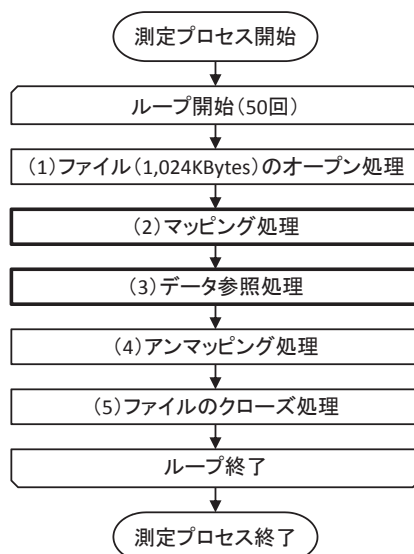 測定プロセス開始
ループ開始(50回)
(1)ファイル(1,024KBytes)のオープン処理
(2)マッピング処理
(3)データ参照処理
(4)アンマッピング処理
(5)ファイルのクローズ処理
ループ終了
測定プロセス終了